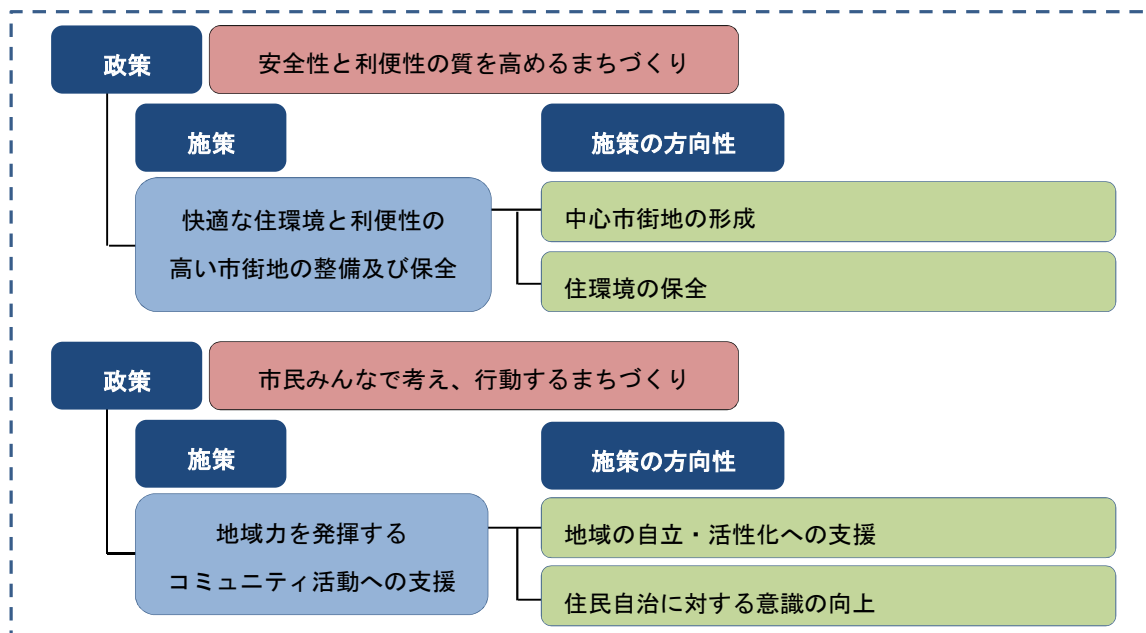 政策
安全性と利便性の質を高めるまちづくり
施策
施策の方向性
快適な住環境と利便性の
高い市街地の整備及び保全
中心市街地の形成
住環境の保全
政策
市民みんなで考え、行動するまちづくり
施策
施策の方向性
地域力を発揮する
コミュニティ活動への支援
地域の自立・活性化への支援
住民自治に対する意識の向上